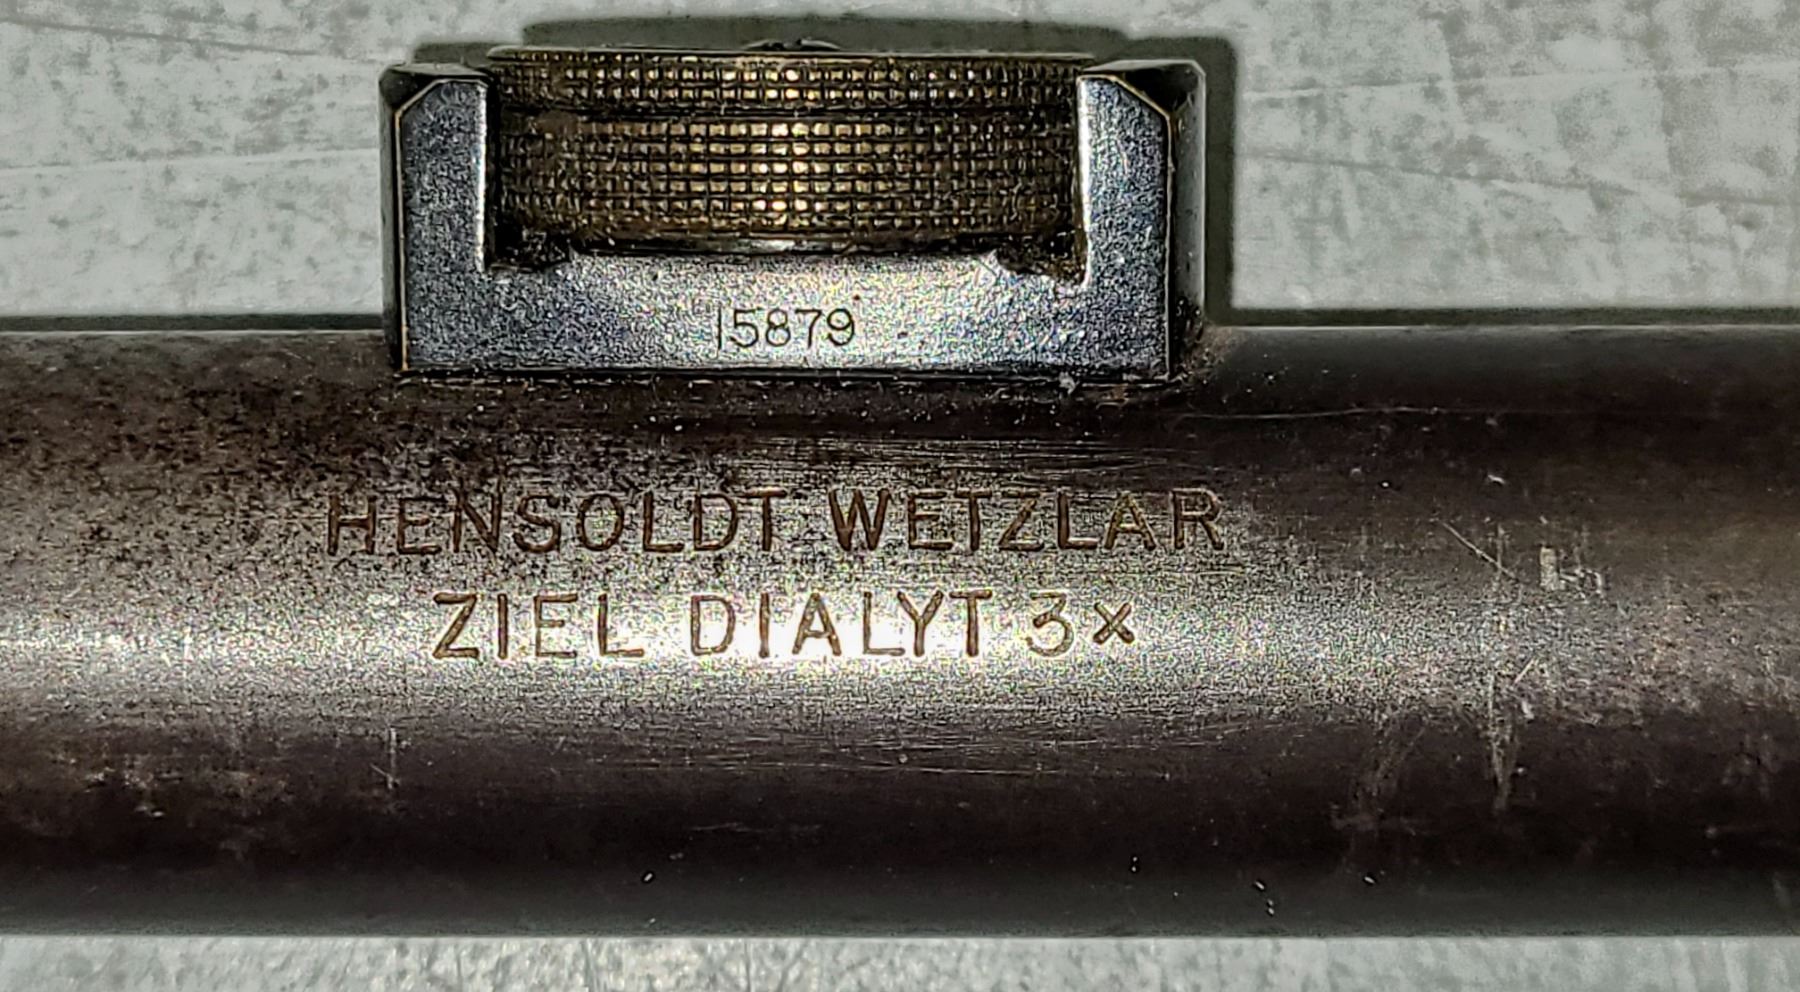 15879
HENSOLDT WETZLAR
ZIEL DIALYT 3×